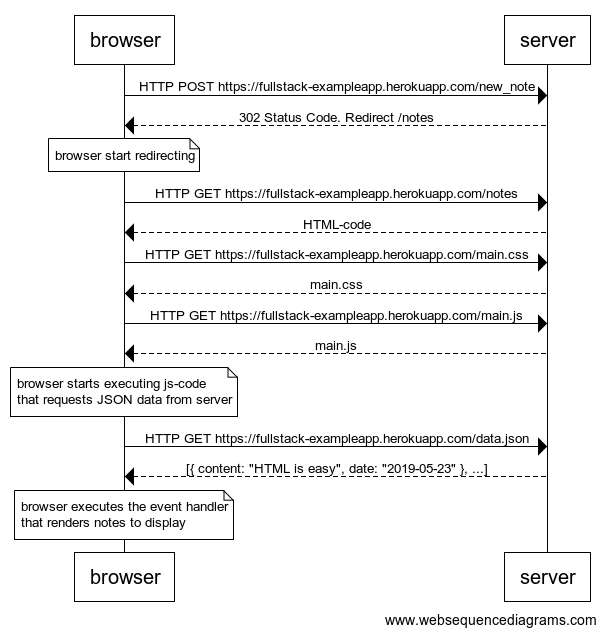 browser
server
HTTP POST https://fullstack-exampleapp.herokuapp.com/new_note
302 Status Code. Redirect /notes
browser start redirecting
HTTP GET https://fullstack-exampleapp.herokuapp.com/notes
HTML-code
HTTP GET https://fullstack-exampleapp.herokuapp.com/main.css
main.css
HTTP GET https://fullstack-exampleapp.herokuapp.com/main.js
main.js
browser starts executing js-code
that requests JSON data from server
HTTP GET https://fullstack-exampleapp.herokuapp.com/data.json
[{ content: "HTML is easy", date: "2019-05-23" }, ...]
browser executes the event handler
that renders notes to display
browser
server
www.websequencediagrams.com